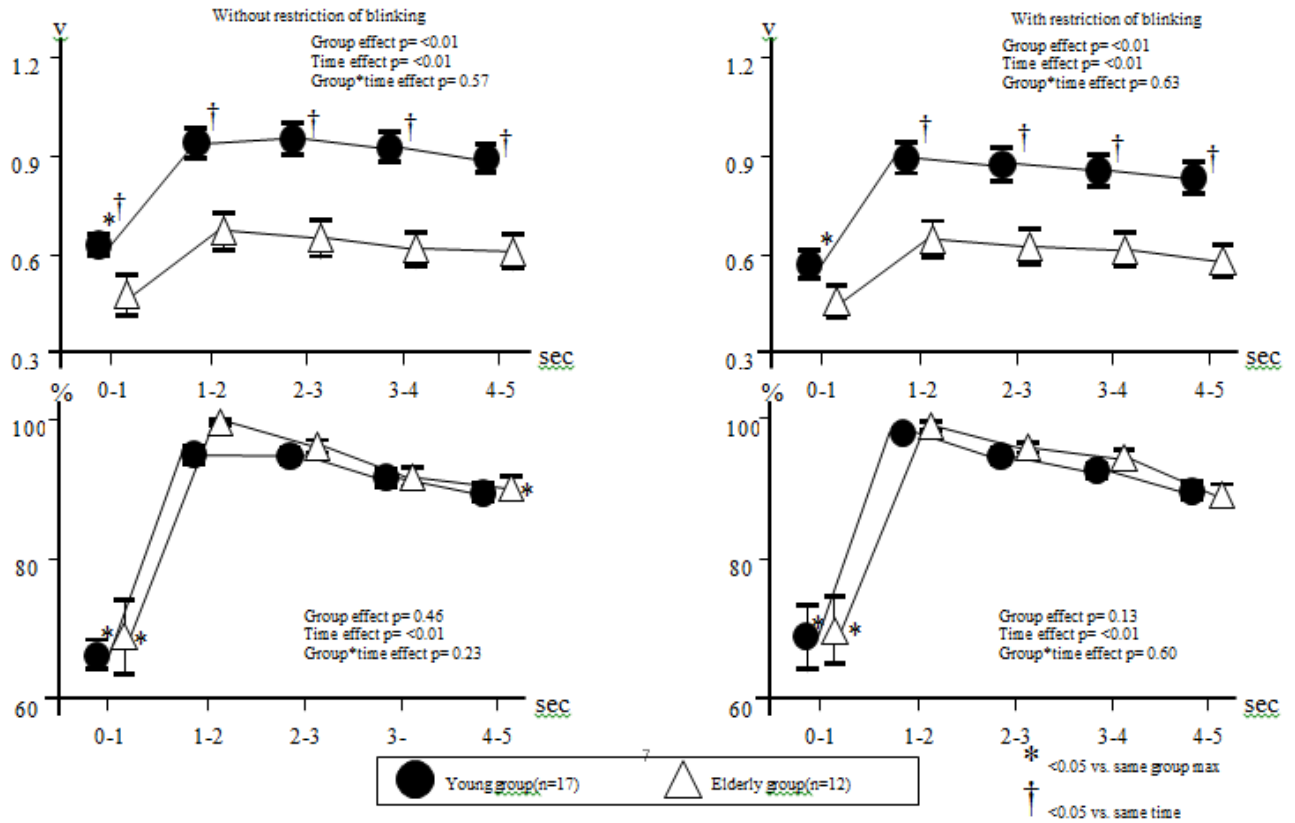 Without restriction of blinking
v
Group effect p= <0.01
Time effect p= <0.01
Group*time effect p= 0.57
1.2
0.9
0.6
0.3
*†
†
†
†
†
sec
0-1 1-2 2-3 3-4 4-5
With restriction of blinking
v
Group effect p= <0.01
Time effect p= <0.01
Group*time effect p= 0.63
1.2
0.9
0.6
0.3
*
†
†
†
†
sec
0-1 1-2 2-3 3-4 4-5
%
100
80
60
*
*
*
Group effect p= 0.46
Time effect p= <0.01
Group*time effect p= 0.23
sec
0-1 1-2 2-3 3- 4-5
%
100
80
60
*
*
Group effect p= 0.13
Time effect p= <0.01
Group*time effect p= 0.60
sec
0-1 1-2 2-3 3-4 4-5
7
Young group(n=17) Elderly group(n=12)
* <0.05 vs. same group max
† <0.05 vs. same time